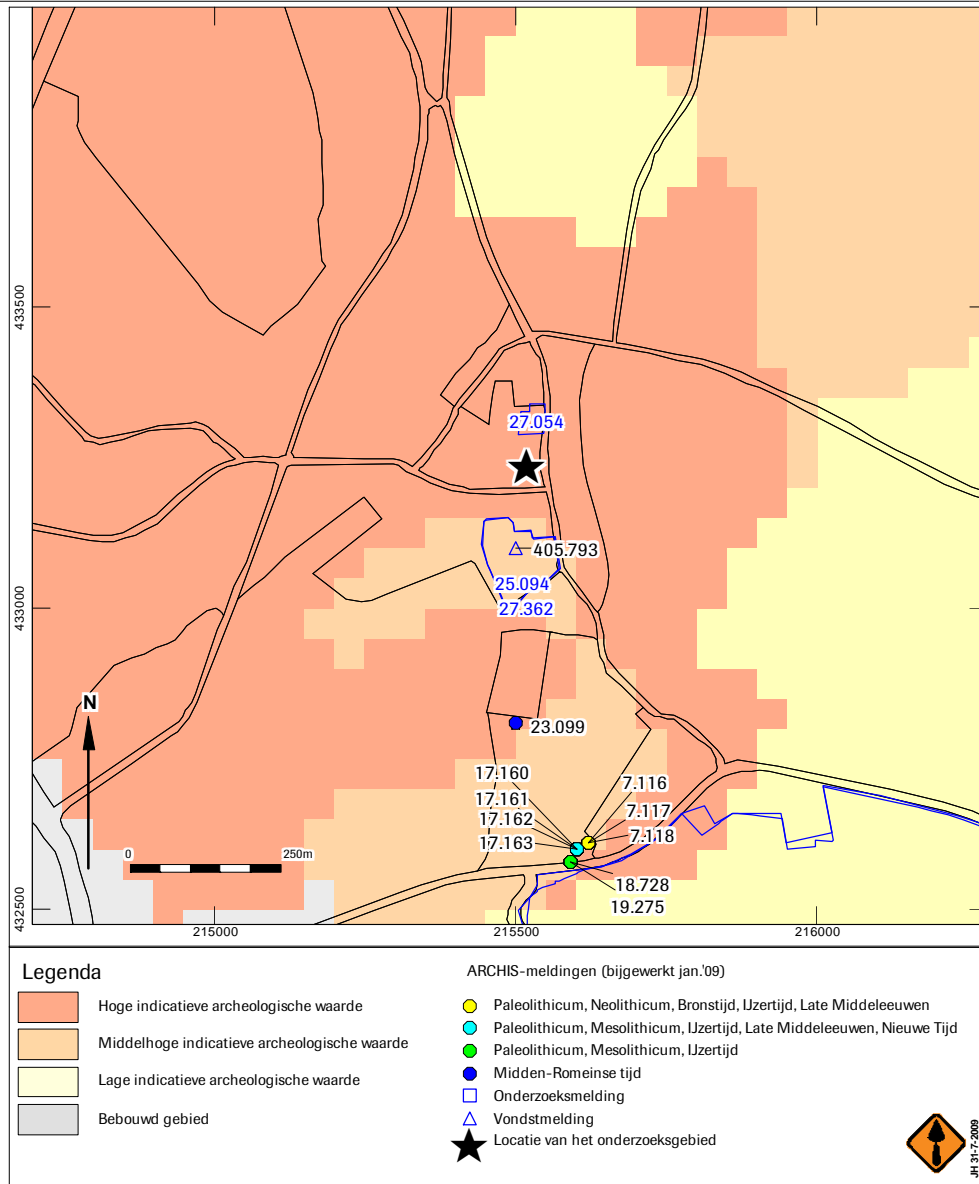 433500
433000
432500
27.054
405.793
25.094
27.362
N
23.099
17.160
7.116
17.161
7.117
17.162
7.118
17.163
0
250m
18.728
19.275
215000
215500
216000
Legenda
Hoge indicatieve archeologische waarde
Middelhoge indicatieve archeologische waarde
Lage indicatieve archeologische waarde
Bebouwd gebied
ARCHIS-meldingen (bijgewerkt jan.'09)
Paleolithicum, Neolithicum, Bronstijd, IJzertijd, Late Middeleeuwen
Paleolithicum, Mesolithicum, IJzertijd, Late Middeleeuwen, Nieuwe Tijd
Paleolithicum, Mesolithicum, IJzertijd
Midden-Romeinse tijd
Onderzoeksmelding
Vondstmelding
Locatie van het onderzoeksgebied
JH 31-7-2009